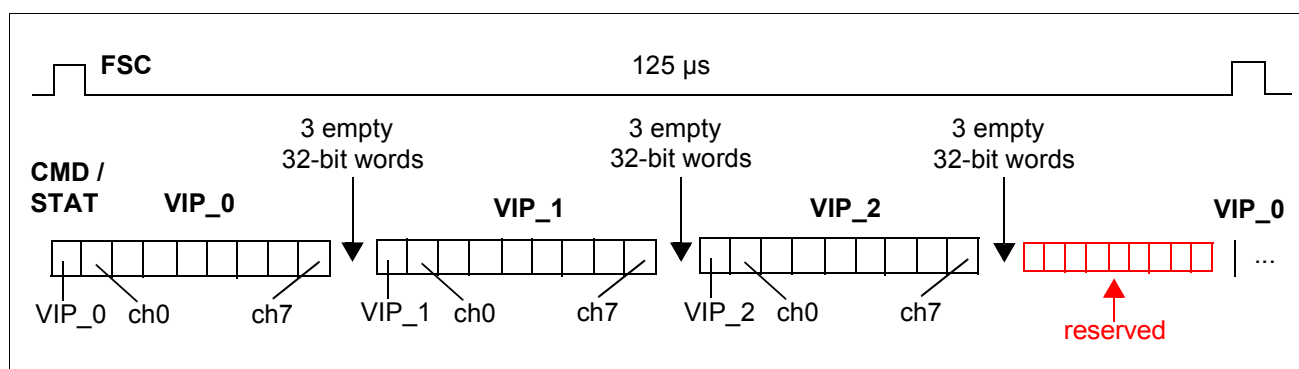 FSC
125 µs
3 empty
32-bit words
3 empty
32-bit words
3 empty
32-bit words
CMD /
STAT
VIP_0
VIP_1
VIP_2
VIP_0
...
VIP_0
ch0
ch7
VIP_1
ch0
ch7
VIP_2
ch0
ch7
reserved